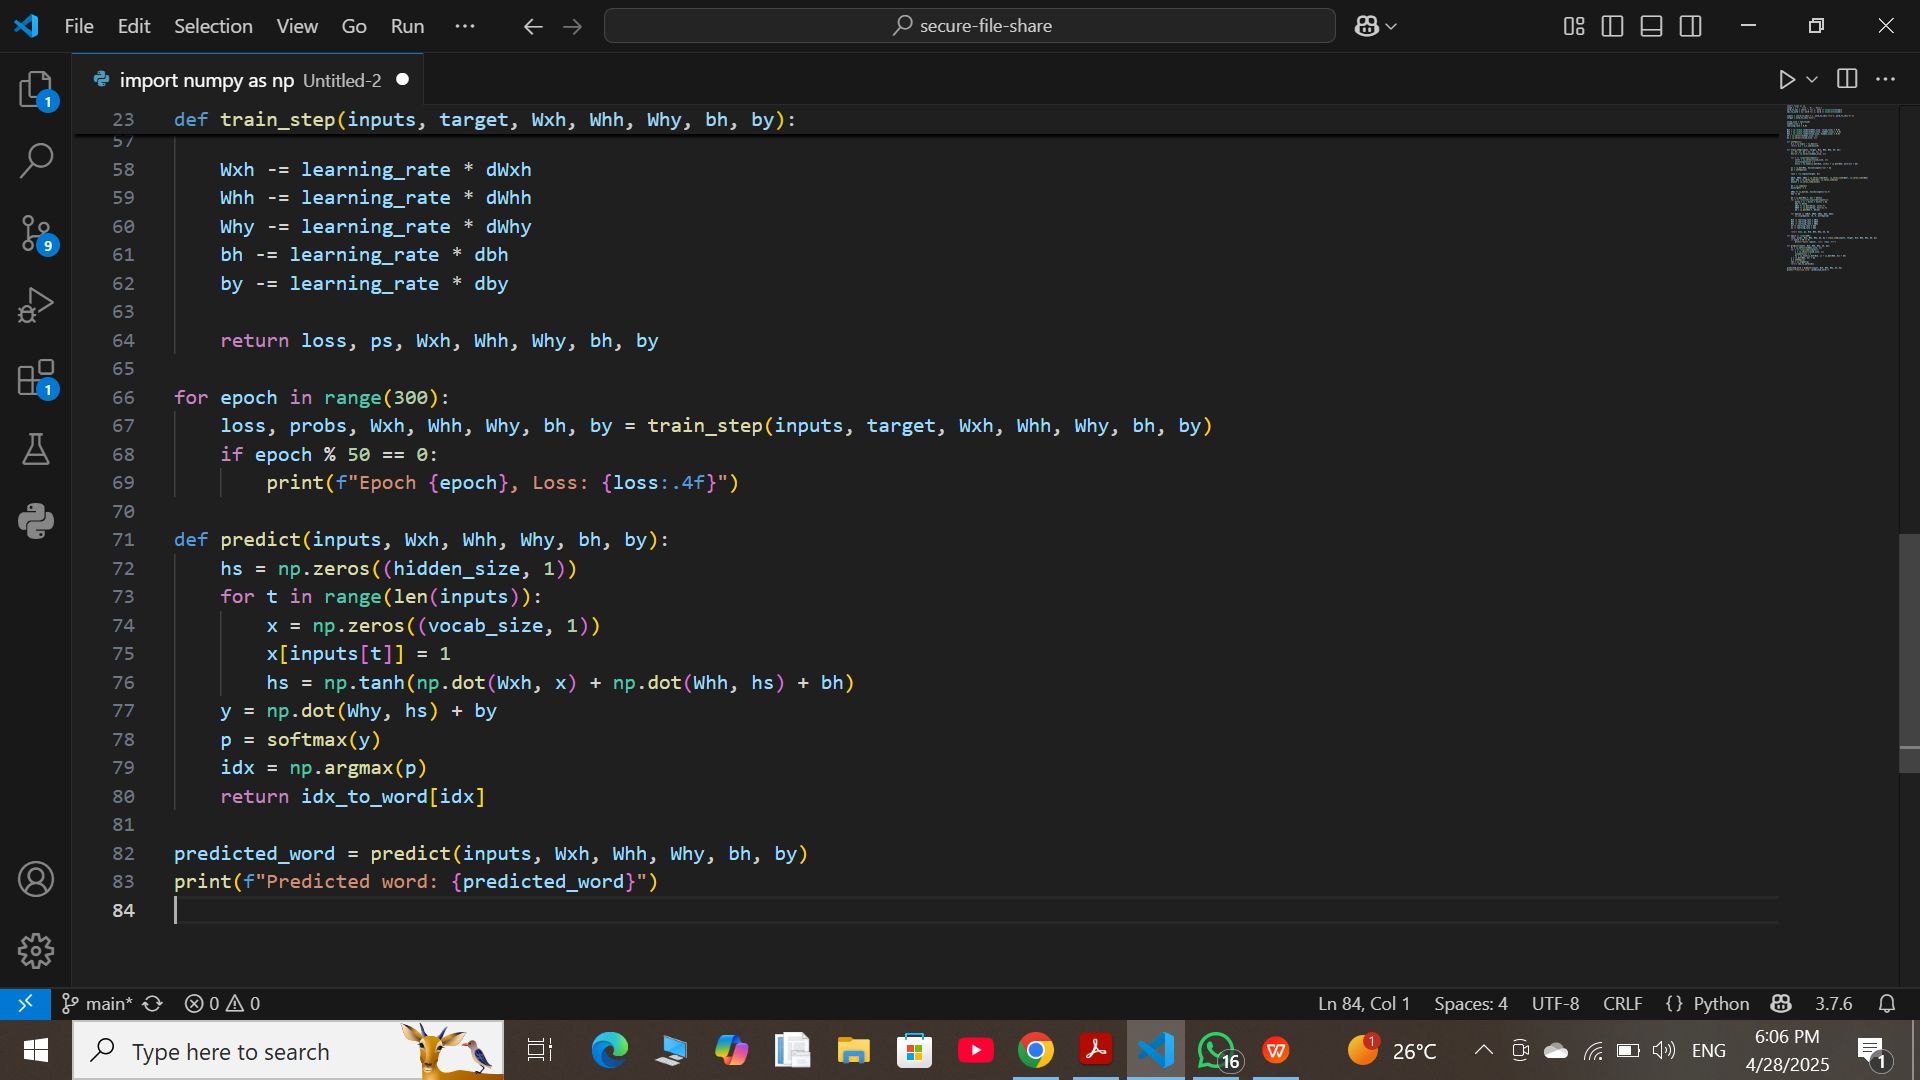 File Edit Selection View Go Run ···
secure-file-share
1
import numpy as np Untitled-2
23 def train_step(inputs, target, Wxh, Whh, Why, bh, by):
57
58 Wxh -= learning_rate * dWxh
59 Whh -= learning_rate * dWhh
60 Why -= learning_rate * dWhy
61 bh -= learning_rate * dbh
62 by -= learning_rate * dby
63
64 return loss, ps, Wxh, Whh, Why, bh, by
65
66 for epoch in range(300):
67 loss, probs, Wxh, Whh, Why, bh, by = train_step(inputs, target, Wxh, Whh, Why, bh, by)
68 if epoch % 50 == 0:
69 print(f"Epoch {epoch}, Loss: {loss:.4f}")
70
71 def predict(inputs, Wxh, Whh, Why, bh, by):
72 hs = np.zeros((hidden_size, 1))
73 for t in range(len(inputs)):
74 x = np.zeros((vocab_size, 1))
75 x[inputs[t]] = 1
76 hs = np.tanh(np.dot(Wxh, x) + np.dot(Whh, hs) + bh)
77 y = np.dot(Why, hs) + by
78 p = softmax(y)
79 idx = np.argmax(p)
80 return idx_to_word[idx]
81
82 predicted_word = predict(inputs, Wxh, Whh, Why, bh, by)
83 print(f"Predicted word: {predicted_word}")
84
9
1
main* 0 0 Ln 84, Col 1 Spaces: 4 UTF-8 CRLF {} Python 3.7.6
Type here to search
16
1
26°C
ENG
6:06 PM
4/28/2025
1